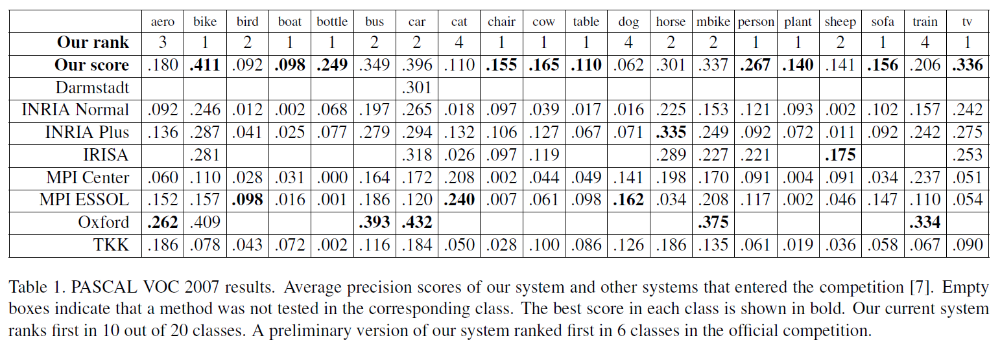 aero bike bird boat bottle bus car cat chair cow table dog horse mbike person plant sheep sofa train tv
Our rank 3 1 2 1 1 2 2 4 1 1 1 4 2 2 1 1 2 1 4 1
Our score .180 .411 .092 .098 .249 .349 .396 .110 .155 .165 .110 .062 .301 .337 .267 .140 .141 .156 .206 .336
Darmstadt .301
INRIA Normal .092 .246 .012 .002 .068 .197 .265 .018 .097 .039 .017 .016 .225 .153 .121 .093 .002 .102 .157 .242
INRIA Plus .136 .287 .041 .025 .077 .279 .294 .132 .106 .127 .067 .071 .335 .249 .092 .072 .011 .092 .242 .275
IRISA .281 .318 .026 .097 .119 .289 .227 .221 .175 .253
MPI Center .060 .110 .028 .031 .000 .164 .172 .208 .002 .044 .049 .141 .198 .170 .091 .004 .091 .034 .237 .051
MPI ESSOL .152 .157 .098 .016 .001 .186 .120 .240 .007 .061 .098 .162 .034 .208 .117 .002 .046 .147 .110 .054
Oxford .262 .409 .393 .432 .375 .334
TKK .186 .078 .043 .072 .002 .116 .184 .050 .028 .100 .086 .126 .186 .135 .061 .019 .036 .058 .067 .090
Table 1. PASCAL VOC 2007 results. Average precision scores of our system and other systems that entered the competition [7]. Empty
boxes indicate that a method was not tested in the corresponding class. The best score in each class is shown in bold. Our current system
ranks first in 10 out of 20 classes. A preliminary version of our system ranked first in 6 classes in the official competition.